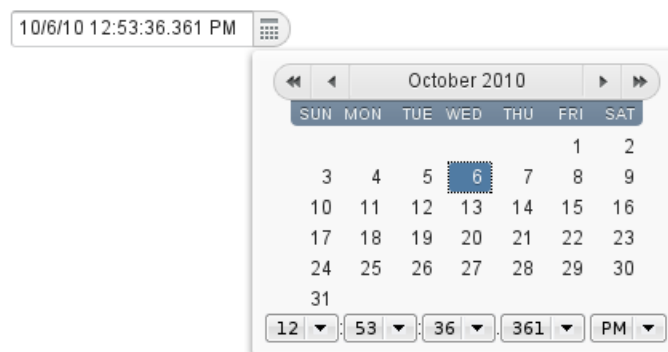 10/6/10 12:53:36.361 PM
October 2010
SUN MON TUE WED THU FRI SAT
1 2
3 4 5 6 7 8 9
10 11 12 13 14 15 16
17 18 19 20 21 22 23
24 25 26 27 28 29 30
31
12 : 53 : 36 . 361 PM